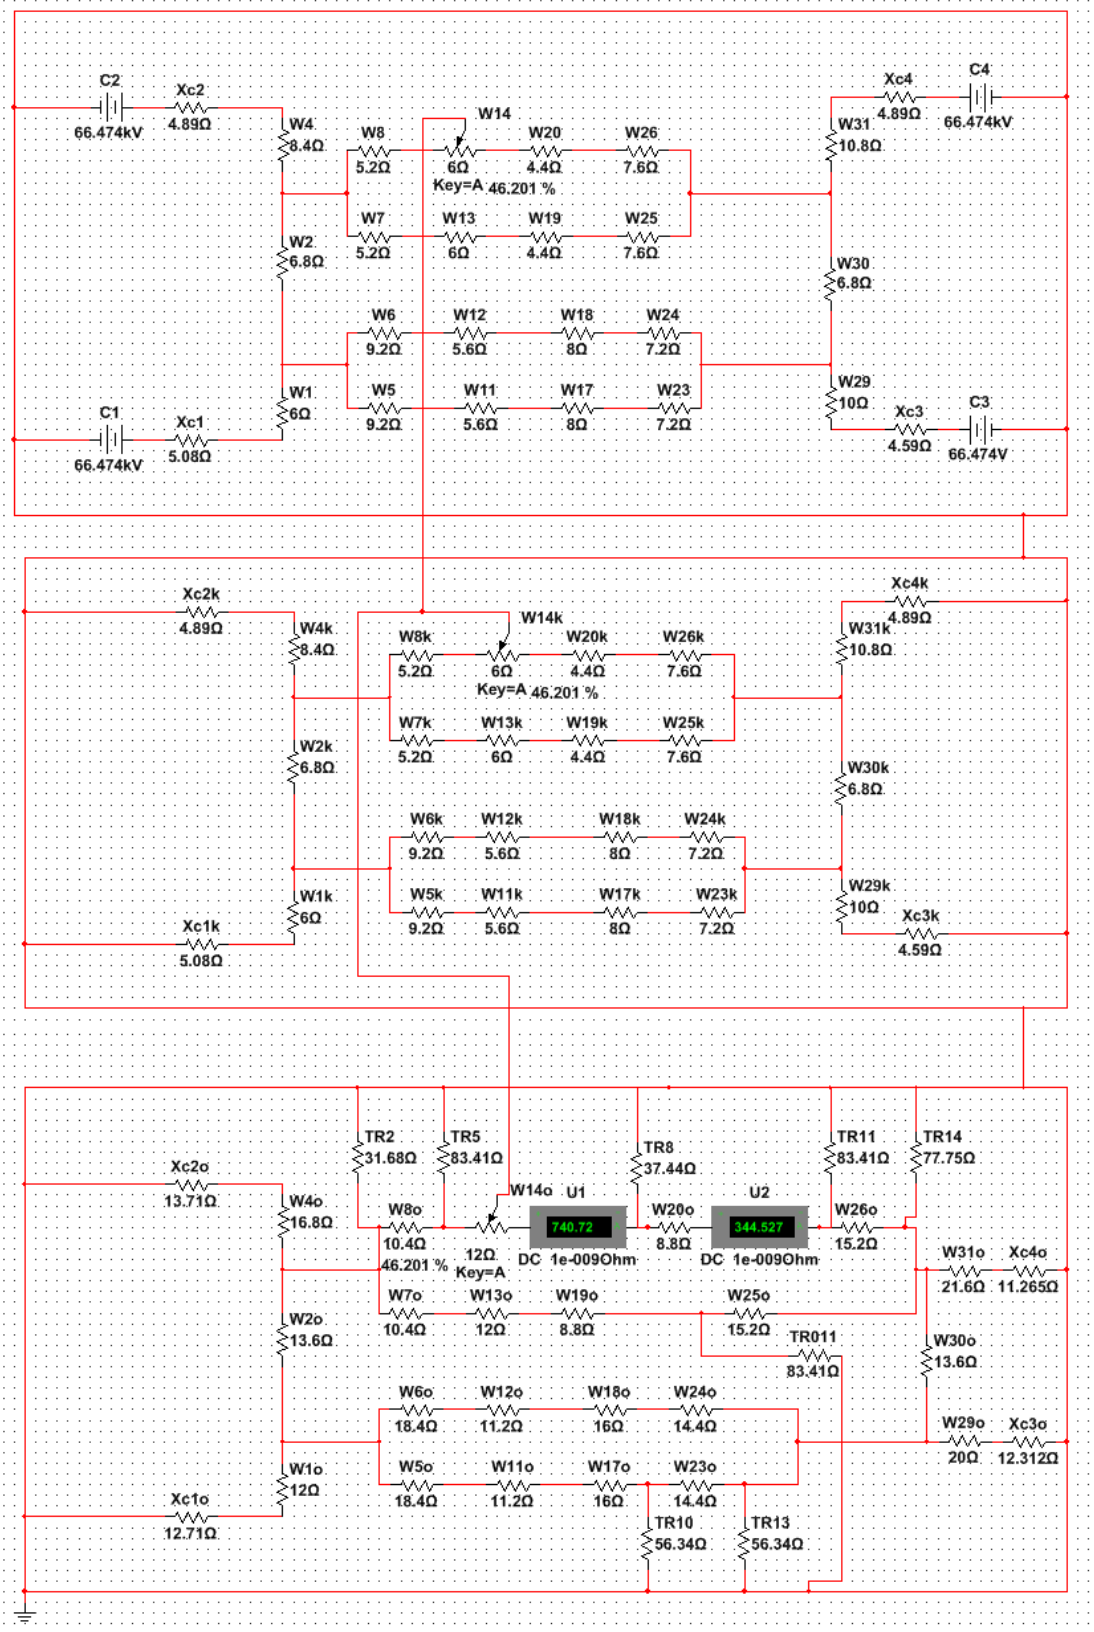 C2
66.474kV
Xc2
4.89Ω
W4
8.4Ω
W8
5.2Ω
W14
6Ω
Key=A 46.201 %
W20
4.4Ω
W26
7.6Ω
W31
10.8Ω
Xc4
4.89Ω
C4
66.474kV
W7
5.2Ω
W13
6Ω
W19
4.4Ω
W25
7.6Ω
W2
6.8Ω
W30
6.8Ω
W6
9.2Ω
W12
5.6Ω
W18
8Ω
W24
7.2Ω
W5
9.2Ω
W11
5.6Ω
W17
8Ω
W23
7.2Ω
W1
6Ω
W29
10Ω
C1
66.474kV
Xc1
5.08Ω
Xc3
4.59Ω
C3
66.474V
Xc2k
4.89Ω
W4k
8.4Ω
W8k
5.2Ω
W14k
6Ω
Key=A 46.201 %
W20k
4.4Ω
W26k
7.6Ω
Xc4k
4.89Ω
W31k
10.8Ω
W7k
5.2Ω
W13k
6Ω
W19k
4.4Ω
W25k
7.6Ω
W2k
6.8Ω
W30k
6.8Ω
W6k
9.2Ω
W12k
5.6Ω
W18k
8Ω
W24k
7.2Ω
W5k
9.2Ω
W11k
5.6Ω
W17k
8Ω
W23k
7.2Ω
W1k
6Ω
W29k
10Ω
Xc1k
5.08Ω
Xc3k
4.59Ω
TR2
31.68Ω
TR5
83.41Ω
TR8
37.44Ω
TR11
83.41Ω
TR14
77.75Ω
Xc2o
13.71Ω
W4o
16.8Ω
W8o
10.4Ω
46.201 %
W14o
12Ω
Key=A
U1
740.72
DC 1e-009Ohm
W20o
8.8Ω
U2
344.527
DC 1e-009Ohm
W26o
15.2Ω
W31o
21.6Ω
Xc4o
11.265Ω
W7o
10.4Ω
W13o
12Ω
W19o
8.8Ω
W25o
15.2Ω
W2o
13.6Ω
TR011
83.41Ω
W30o
13.6Ω
W6o
18.4Ω
W12o
11.2Ω
W18o
16Ω
W24o
14.4Ω
W29o
20Ω
Xc3o
12.312Ω
W5o
18.4Ω
W11o
11.2Ω
W17o
16Ω
W23o
14.4Ω
W1o
12Ω
Xc1o
12.71Ω
TR10
56.34Ω
TR13
56.34Ω